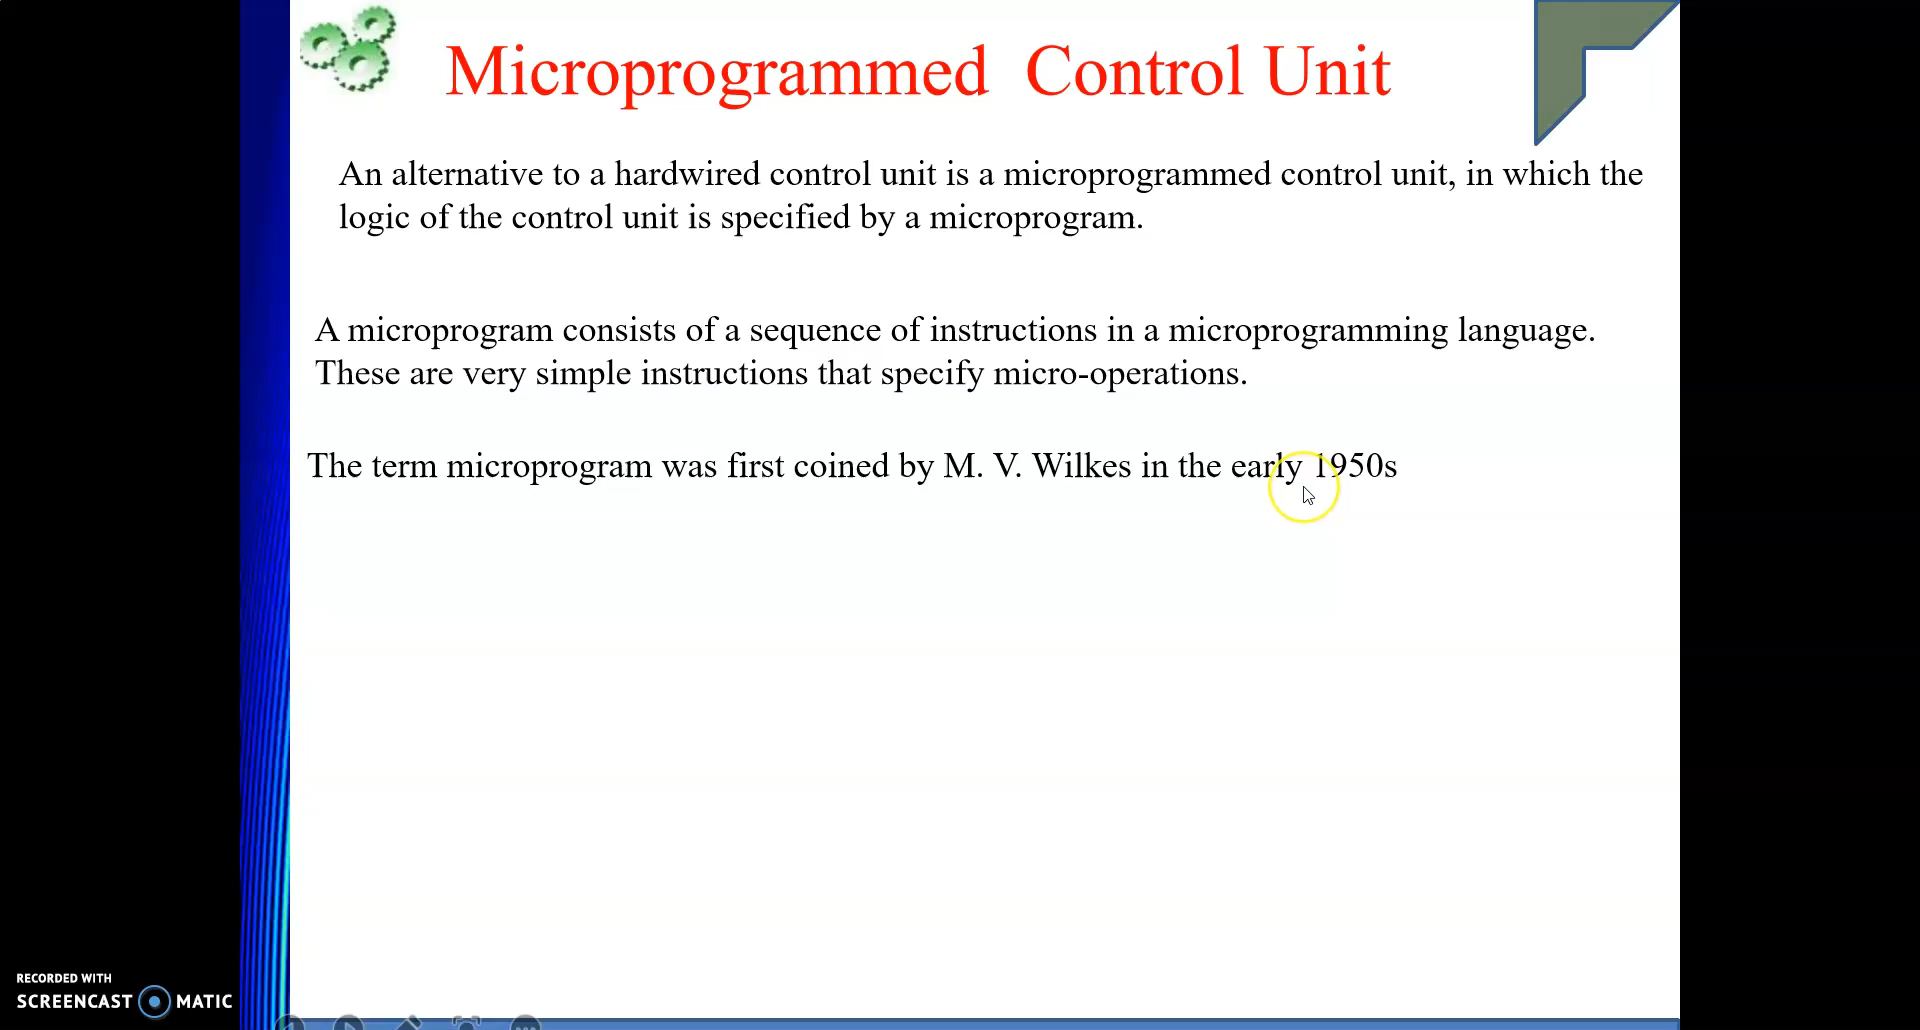 Microprogrammed Control Unit
An alternative to a hardwired control unit is a microprogrammed control unit, in which the
logic of the control unit is specified by a microprogram.
A microprogram consists of a sequence of instructions in a microprogramming language.
These are very simple instructions that specify micro-operations.
The term microprogram was first coined by M. V. Wilkes in the early 1950s
RECORDED WITH
SCREENCAST MATIC